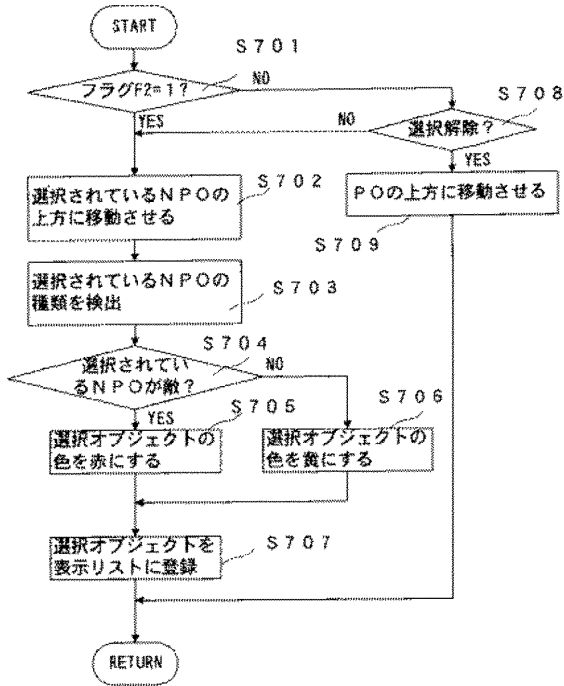 START
S701
フラグF2=1?
NO
YES
S708
選択解除?
NO
YES
S702
選択されているNPOの
上方に移動させる
POの上方に移動させる
S709
選択されているNPOの
種類を検出
S703
S704
選択されてい
るNPOが敵?
NO
YES
S705
選択オブジェクトの
色を赤にする
S706
選択オブジェクトの
色を黄にする
選択オブジェクトを
表示リストに登録
S707
RETURN